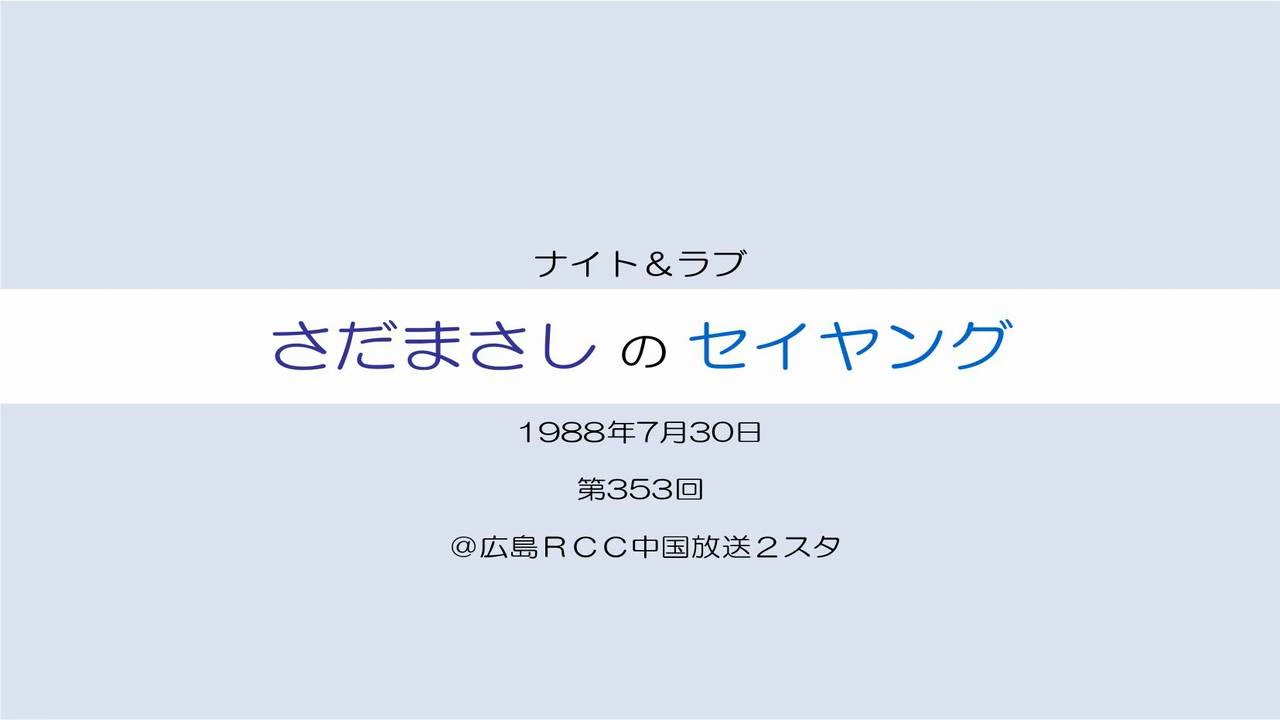 ナイト＆ラブ
さだまさし の セイヤング
1988年7月30日
第353回
＠広島ＲＣＣ中国放送２スタ